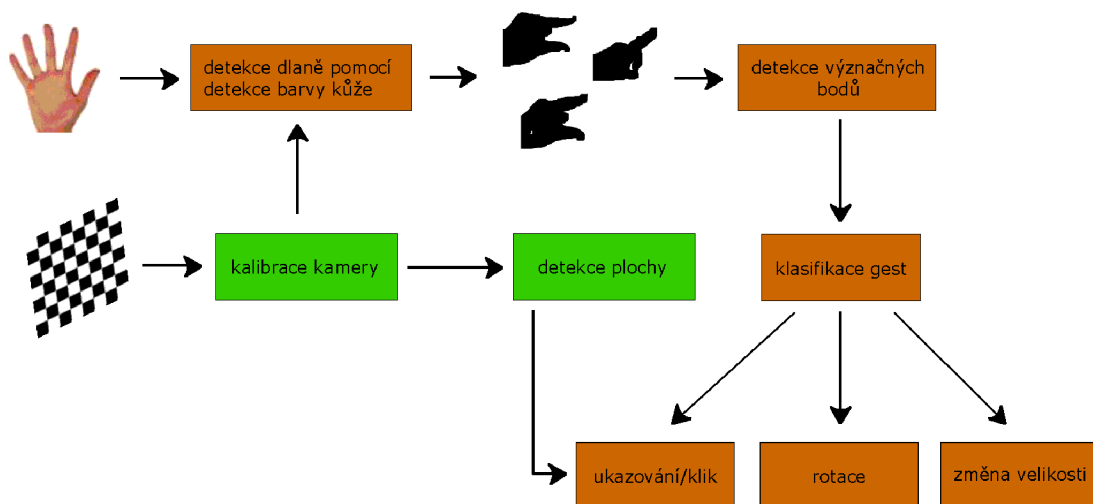 detekce dlaně pomocí
detekce barvy kůže
detekce význačných
bodů
kalibrace kamery
detekce plochy
klasifikace gest
ukazování/klik
rotace
změna velikosti